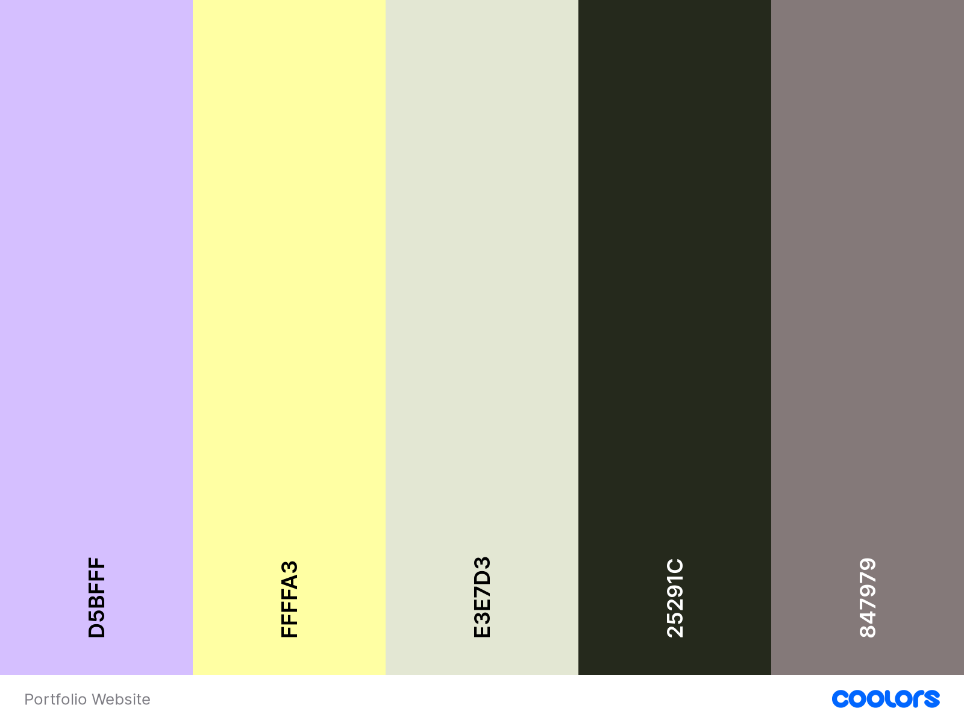 D5BFFF
FFFFA3
E3E7D3
25291C
847979
Portfolio Website
coolors